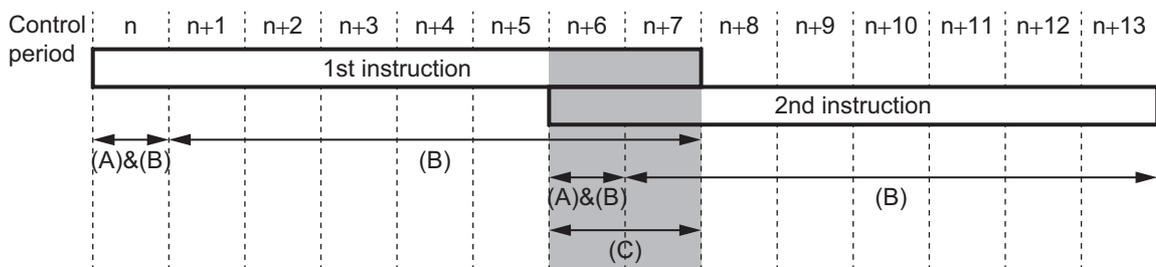 Control period n n+1 n+2 n+3 n+4 n+5 n+6 n+7 n+8 n+9 n+10 n+11 n+12 n+13
1st instruction
2nd instruction
(A)&(B) (B)
(A)&(B) (B)
(C)